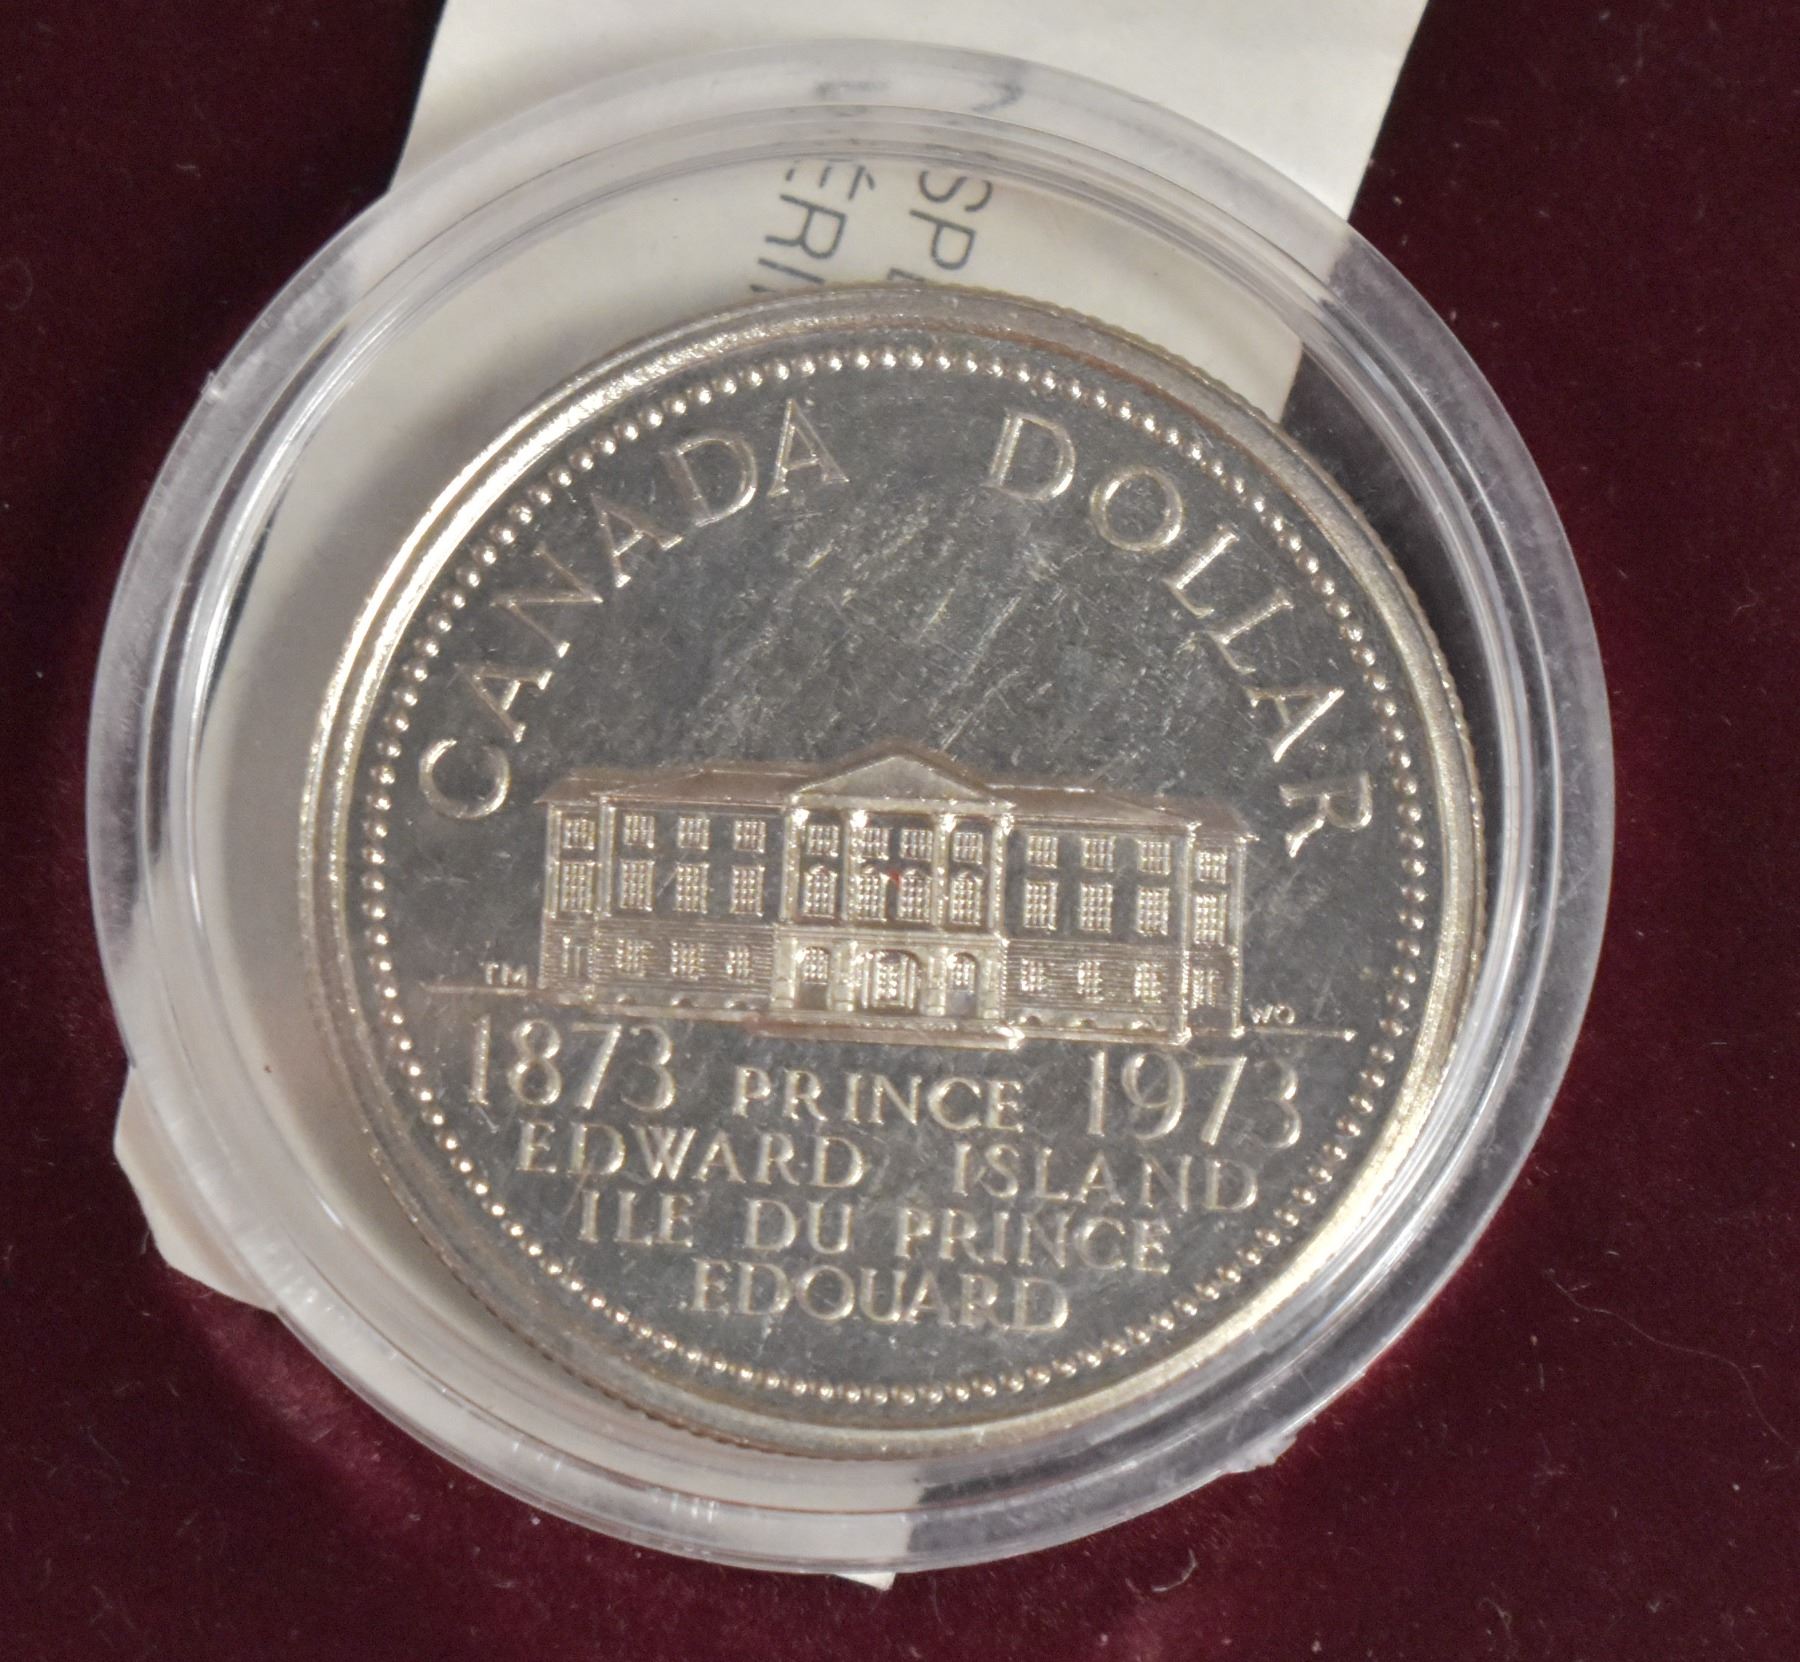 CANADA DOLLAR
TM
WO
1873 PRINCE 1973
EDWARD ISLAND
ILE DU PRINCE
EDOUARD